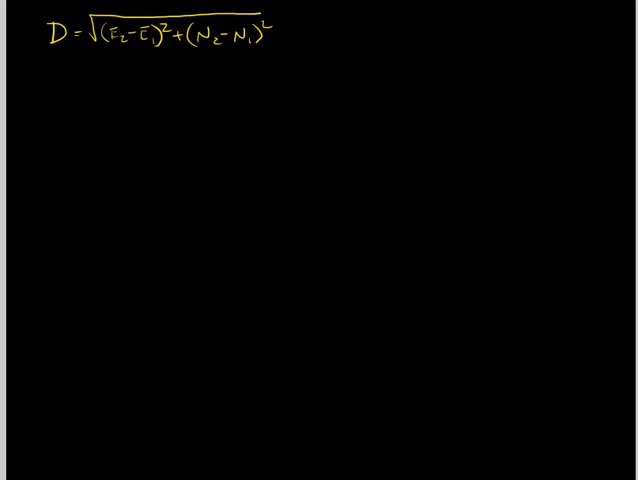 D = √(E₂-E₁)² + (N₂-N₁)²